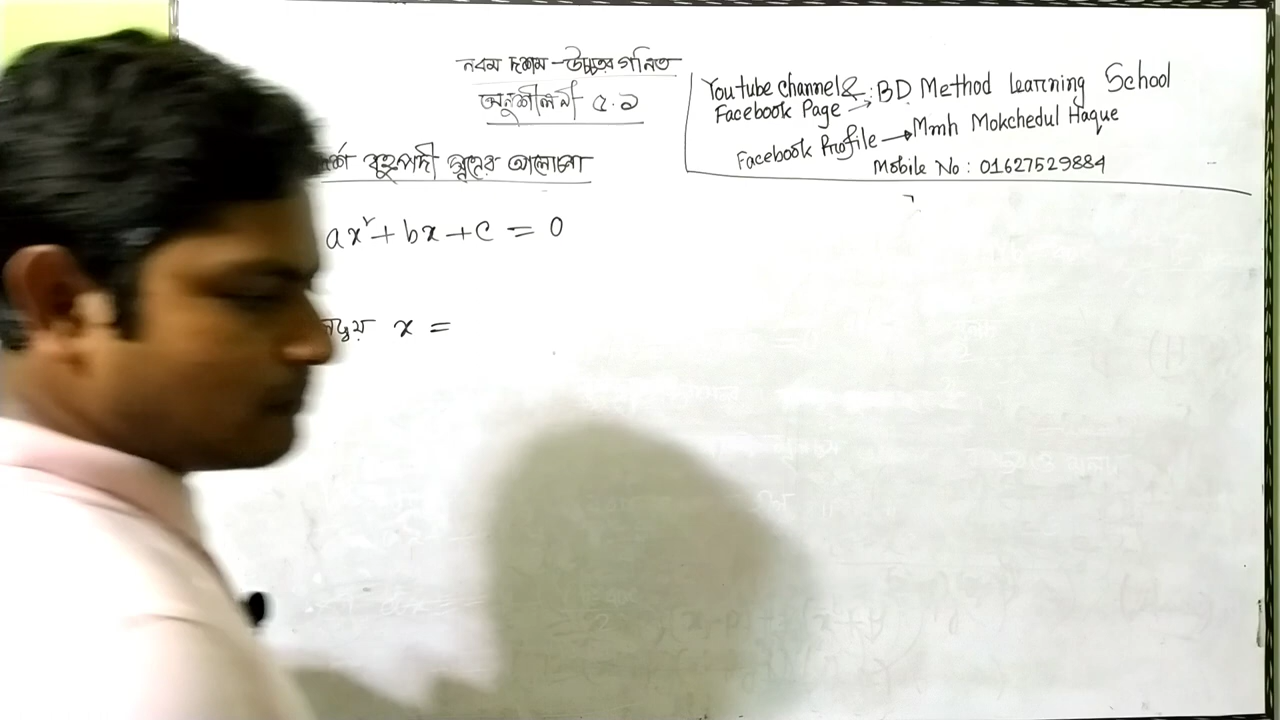 নবম দশম - উচ্চতর গনিত
অনুশীলনী ৫.১
Youtube channel & : BD. Method Learning School
Facebook Page →
Facebook Profile → Mmh Mokchedul Haque
Mobile No : 01627529884
বহুপদী সূত্রের আলোচনা
ax² + bx + c = 0
x =